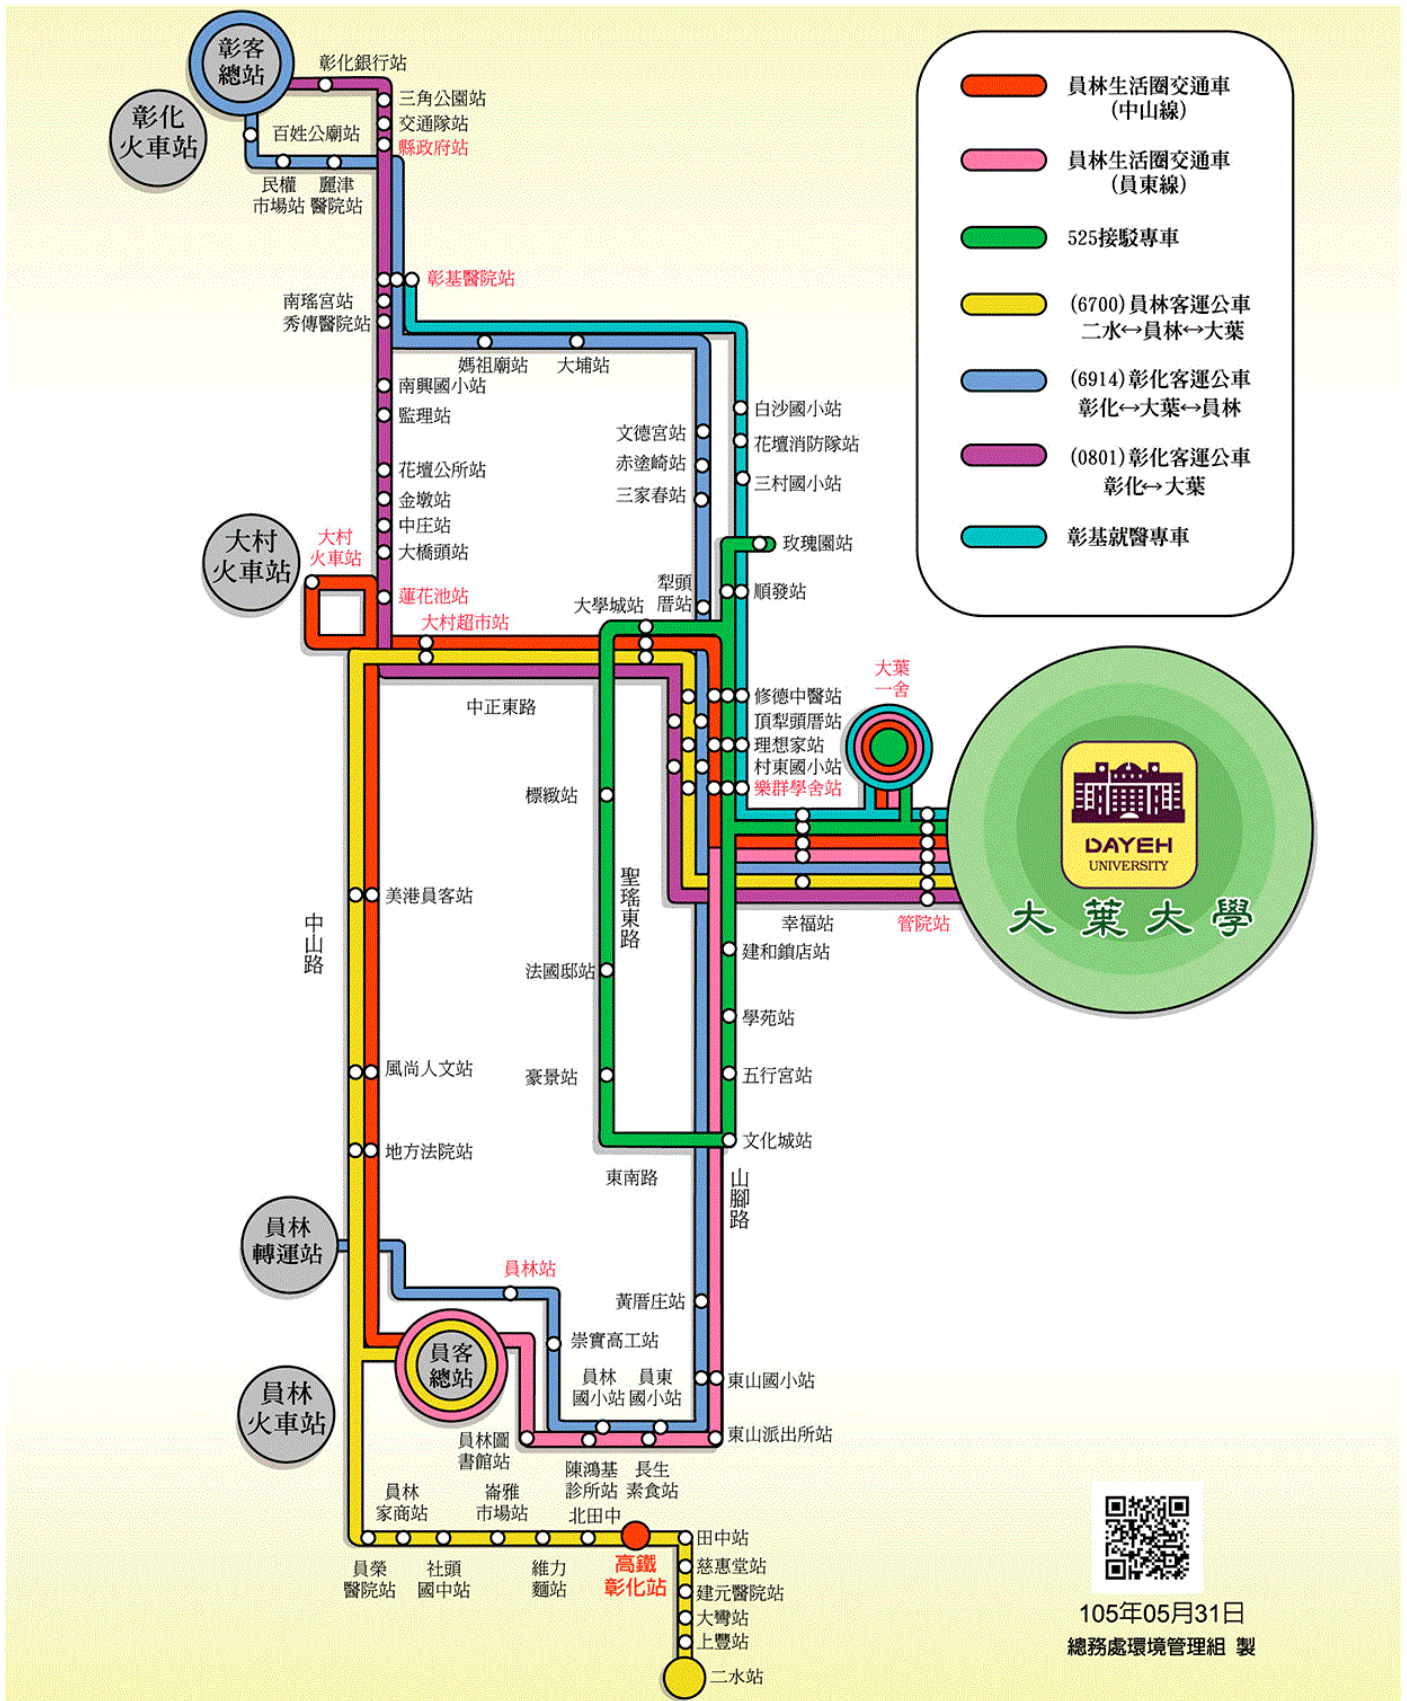 彰客
總站
彰化銀行站
彰化
火車站
三角公園站
交通隊站
縣政府站
百姓公廟站
民權
市場站
麗津
醫院站
彰基醫院站
南瑤宮站
秀傳醫院站
媽祖廟站
大埔站
南興國小站
監理站
花壇公所站
金墩站
中庄站
大橋頭站
蓮花池站
大村
火車站
大村
火車站
大村超市站
文德宮站
赤塗崎站
三家春站
犁頭
厝站
大學城站
白沙國小站
花壇消防隊站
三村國小站
玫瑰園站
順發站
中正東路
修德中醫站
頂犁頭厝站
理想家站
村東國小站
樂群學舍站
大葉
一舍
標緻站
聖瑤東路
中山路
美港員客站
幸福站
管院站
建和鎖店站
法國邸站
學苑站
風尚人文站
豪景站
五行宮站
地方法院站
文化城站
東南路
山腳路
員林
轉運站
員林站
黃厝庄站
崇實高工站
員客
總站
員林
國小站
員東
國小站
東山國小站
員林
火車站
員林圖
書館站
東山派出所站
陳鴻基
診所站
長生
素食站
員林
家商站
崙雅
市場站
北田中
田中站
員榮
醫院站
社頭
國中站
維力
麵站
高鐵
彰化站
慈惠堂站
建元醫院站
大彎站
上豐站
二水站
員林生活圈交通車
(中山線)
員林生活圈交通車
(員東線)
525接駁專車
(6700)員林客運公車
二水↔員林↔大葉
(6914)彰化客運公車
彰化↔大葉↔員林
(0801)彰化客運公車
彰化↔大葉
彰基就醫專車
DAYEH
UNIVERSITY
大葉大學
105年05月31日
總務處環境管理組 製